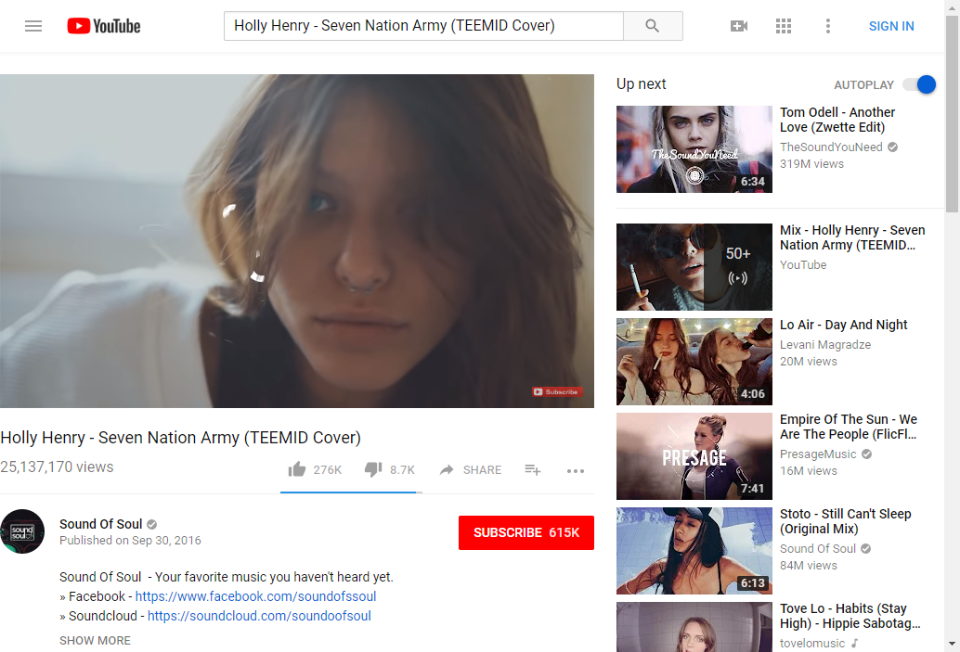 YouTube
Holly Henry - Seven Nation Army (TEEMID Cover)
SIGN IN
Subscribe
Holly Henry - Seven Nation Army (TEEMID Cover)
25,137,170 views
276K
8.7K
SHARE
sound of soul
Sound Of Soul
Published on Sep 30, 2016
SUBSCRIBE 615K
Sound Of Soul - Your favorite music you haven't heard yet.
» Facebook - https://www.facebook.com/soundofssoul
» Soundcloud - https://soundcloud.com/soundoofsoul
SHOW MORE
Up next
AUTOPLAY
TheSoundYouNeed
6:34
Tom Odell - Another
Love (Zwette Edit)
TheSoundYouNeed
319M views
50+
Mix - Holly Henry - Seven
Nation Army (TEEMID...
YouTube
4:06
Lo Air - Day And Night
Levani Magradze
20M views
PRESAGE
7:41
Empire Of The Sun - We
Are The People (FlicFl...
PresageMusic
16M views
6:13
Stoto - Still Can't Sleep
(Original Mix)
Sound Of Soul
84M views
Tove Lo - Habits (Stay
High) - Hippie Sabotag...
tovelomusic